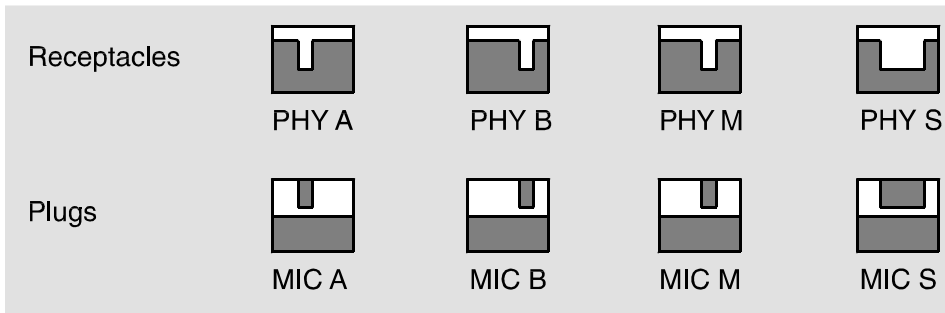 Receptacles
PHY A PHY B PHY M PHY S
Plugs
MIC A MIC B MIC M MIC S